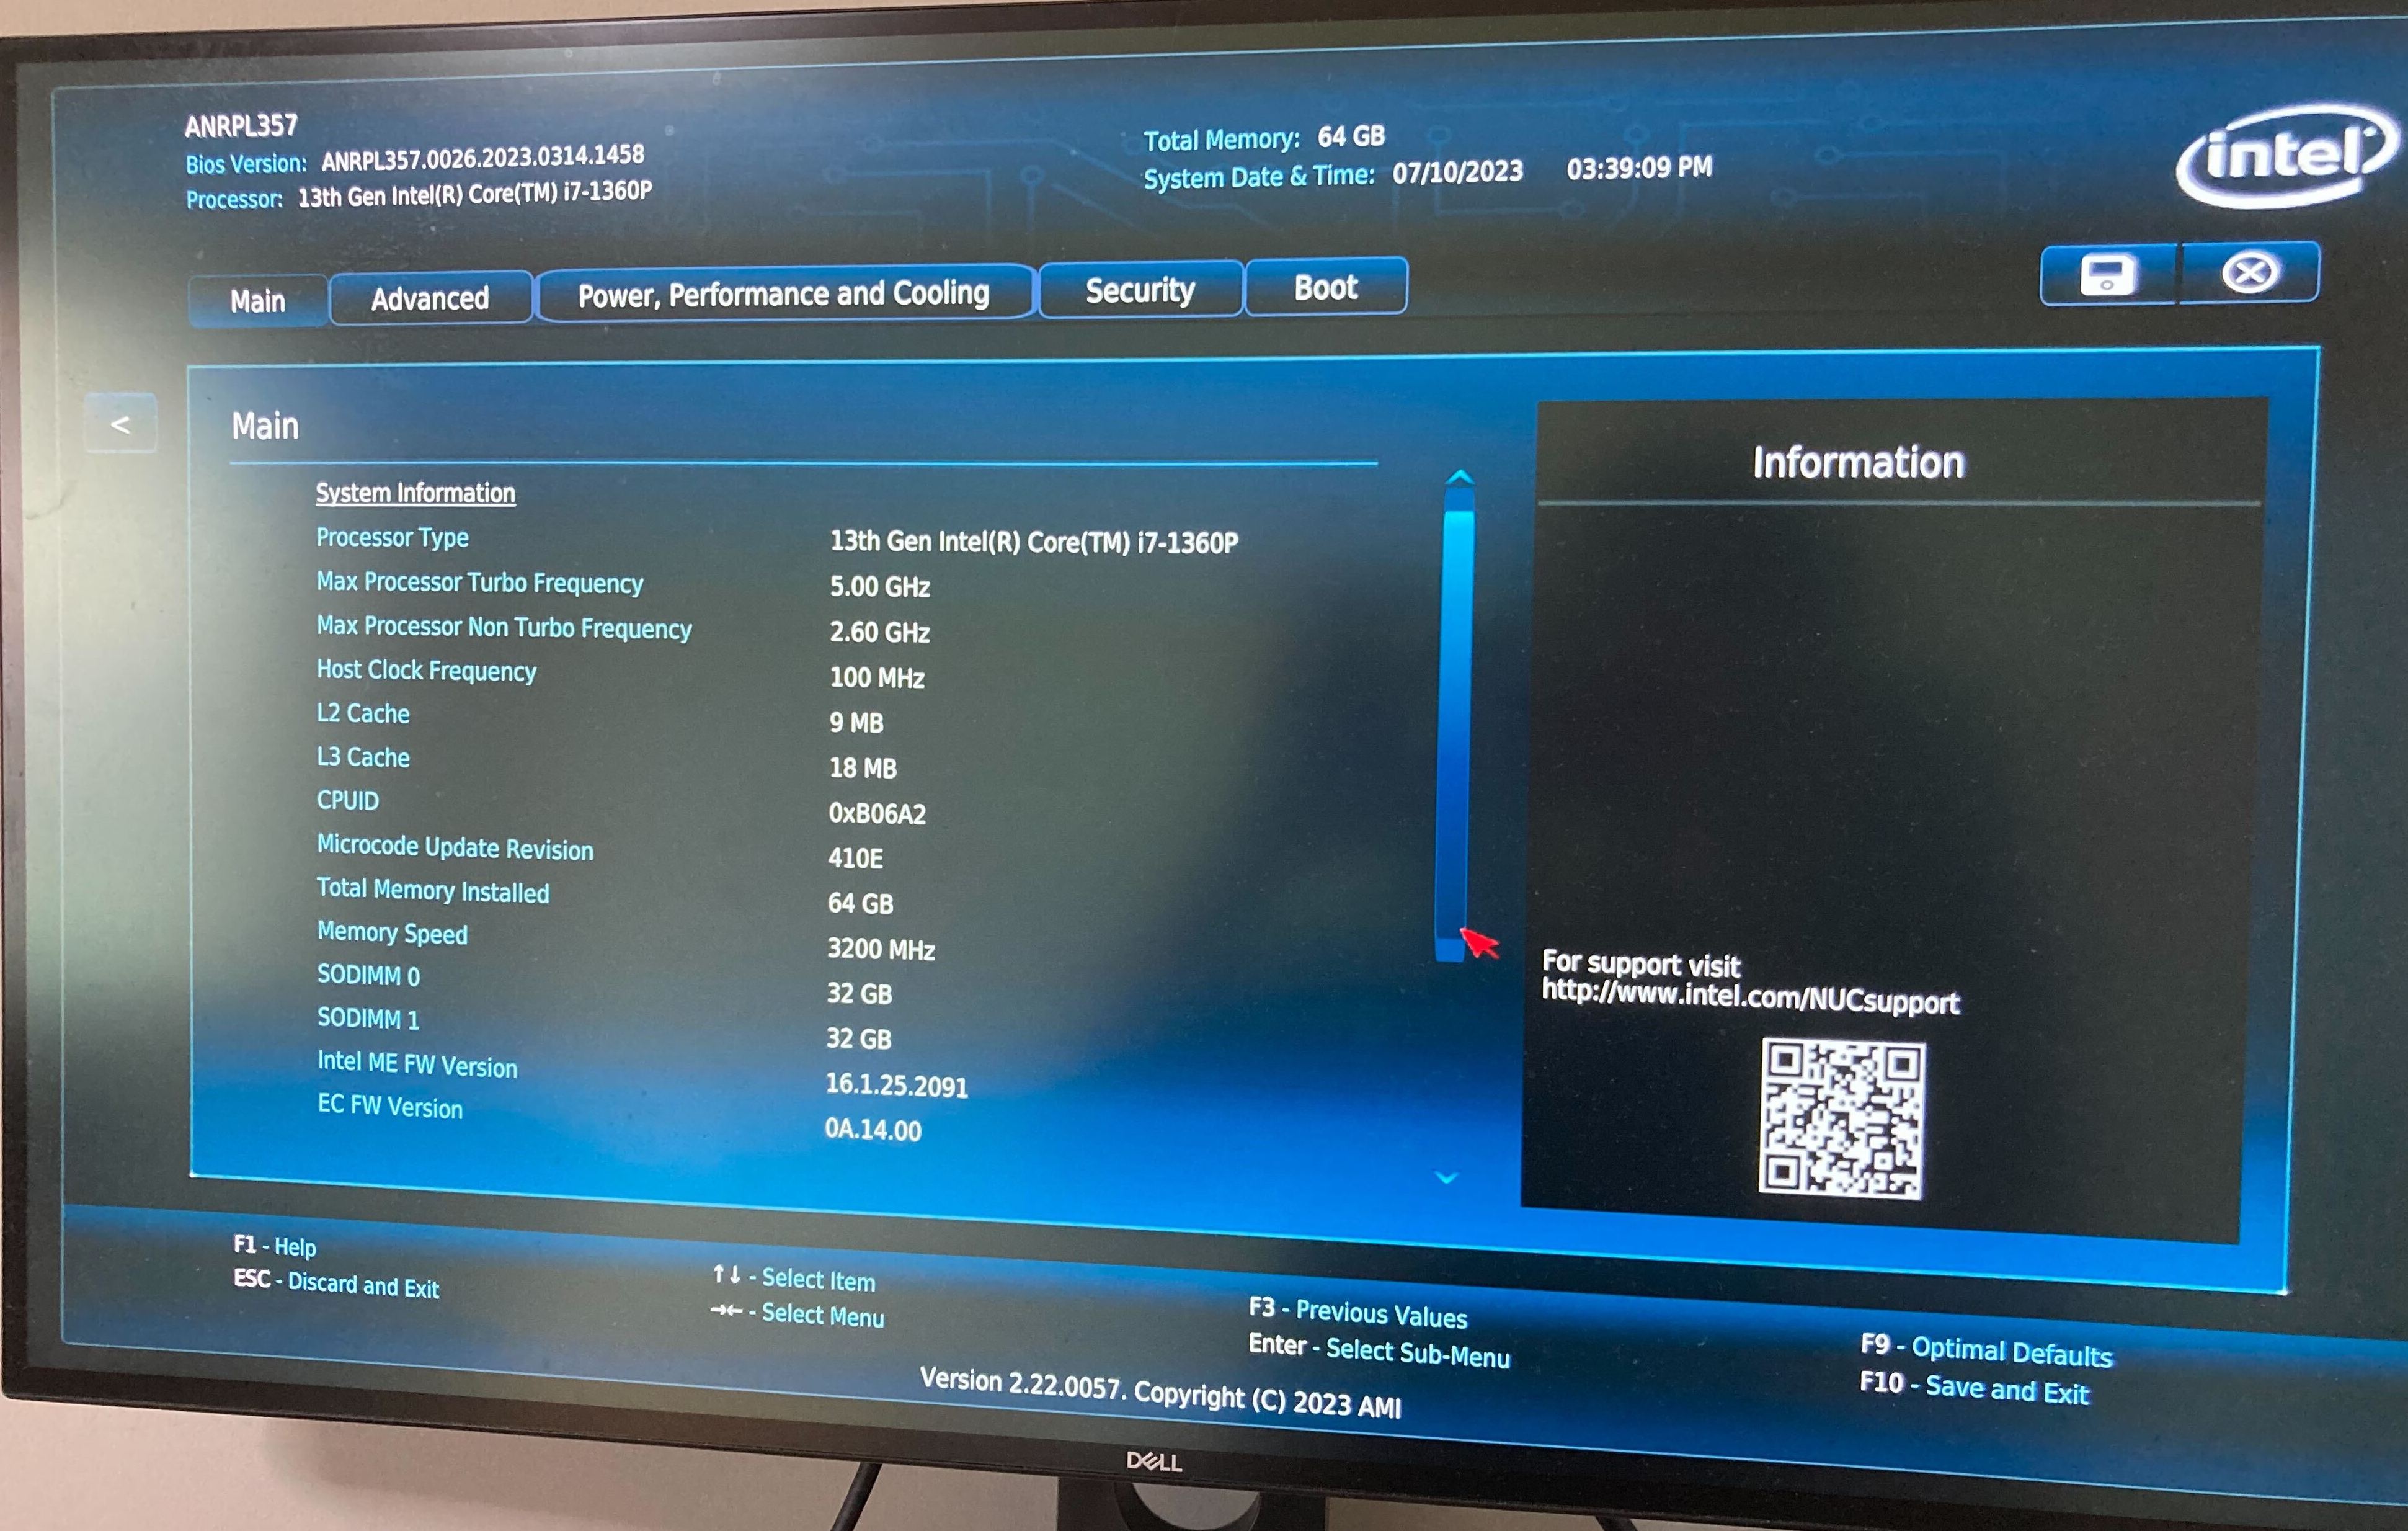 ANRPL357
Bios Version: ANRPL357.0026.2023.0314.1458
Processor: 13th Gen Intel(R) Core(TM) i7-1360P
Total Memory: 64 GB
System Date & Time: 07/10/2023 03:39:09 PM
intel
Main
Advanced
Power, Performance and Cooling
Security
Boot
<
Main
System Information
Processor Type 13th Gen Intel(R) Core(TM) i7-1360P
Max Processor Turbo Frequency 5.00 GHz
Max Processor Non Turbo Frequency 2.60 GHz
Host Clock Frequency 100 MHz
L2 Cache 9 MB
L3 Cache 18 MB
CPUID 0xB06A2
Microcode Update Revision 410E
Total Memory Installed 64 GB
Memory Speed 3200 MHz
SODIMM 0 32 GB
SODIMM 1 32 GB
Intel ME FW Version 16.1.25.2091
EC FW Version 0A.14.00
Information
For support visit
http://www.intel.com/NUCsupport
F1 - Help
ESC - Discard and Exit
↑↓ - Select Item
→← - Select Menu
F3 - Previous Values
Enter - Select Sub-Menu
F9 - Optimal Defaults
F10 - Save and Exit
Version 2.22.0057. Copyright (C) 2023 AMI
DELL